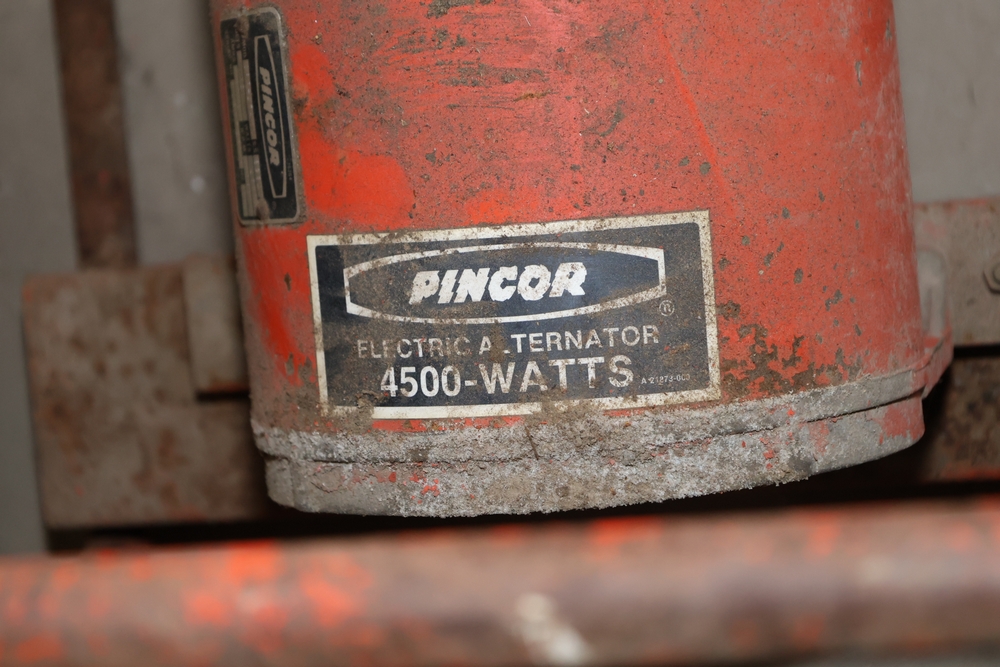 PINCOR
PINCOR
®
ELECTRIC ALTERNATOR
4500-WATTS